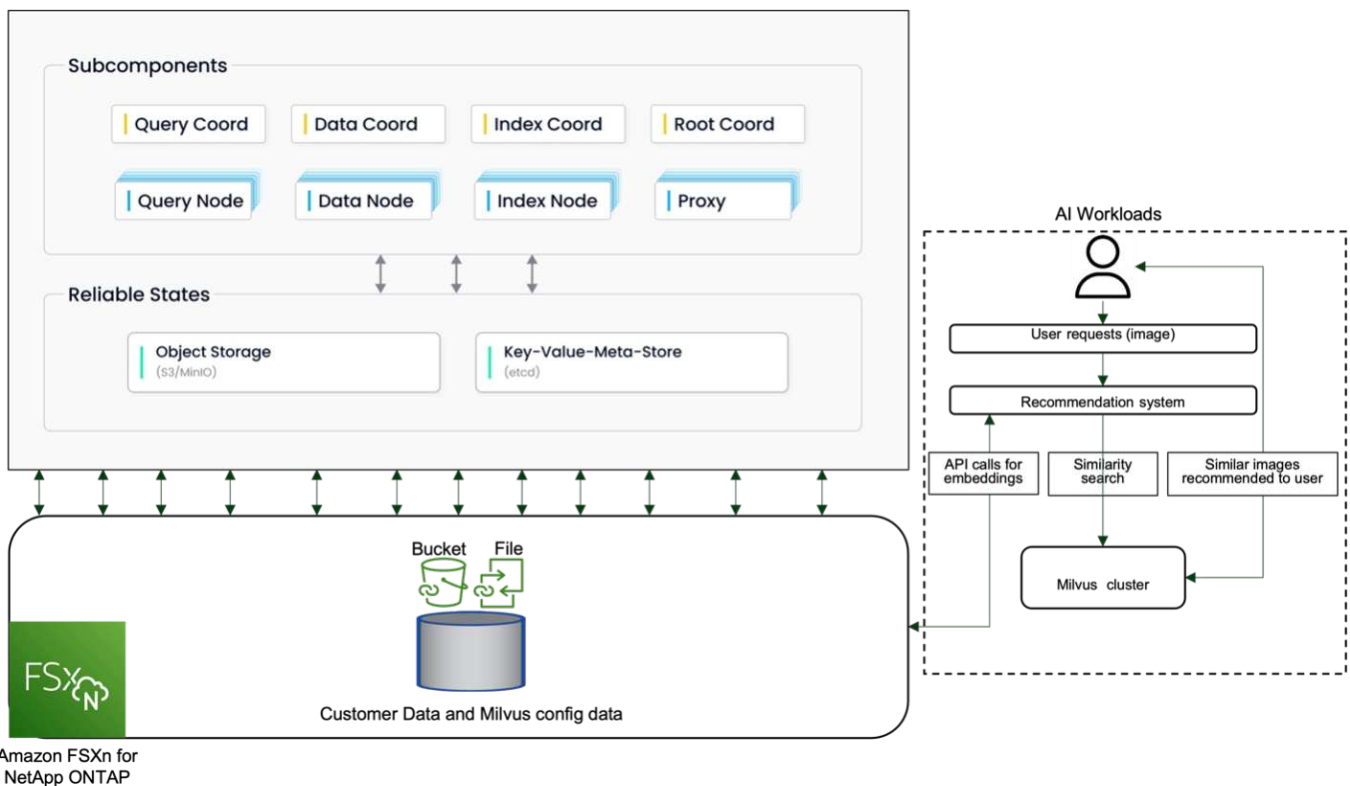 Subcomponents
Query Coord
Data Coord
Index Coord
Root Coord
Query Node
Data Node
Index Node
Proxy
Reliable States
Object Storage
(S3/MinIO)
Key-Value-Meta-Store
(etcd)
Bucket
File
Customer Data and Milvus config data
FSx
N
Amazon FSXn for
NetApp ONTAP
AI Workloads
User requests (image)
Recommendation system
API calls for
embeddings
Similarity
search
Similar images
recommended to user
Milvus cluster